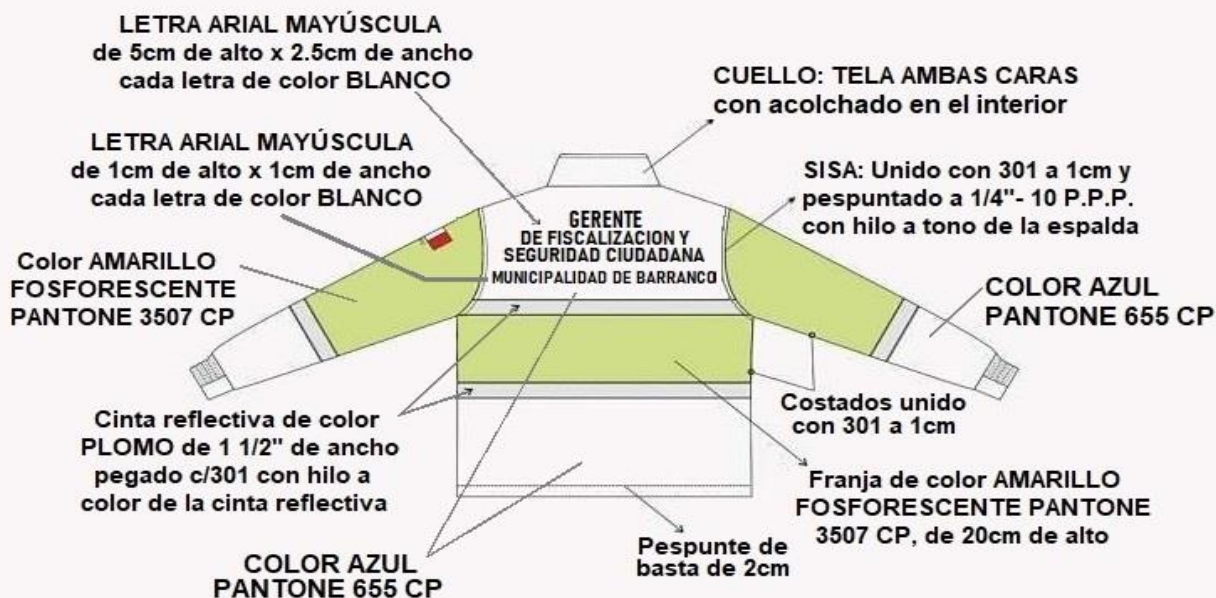 LETRA ARIAL MAYÚSCULA
de 5cm de alto x 2.5cm de ancho
cada letra de color BLANCO
CUELLO: TELA AMBAS CARAS
con acolchado en el interior
LETRA ARIAL MAYÚSCULA
de 1cm de alto x 1cm de ancho
cada letra de color BLANCO
SISA: Unido con 301 a 1cm y
pespuntado a 1/4"- 10 P.P.P.
con hilo a tono de la espalda
GERENTE
DE FISCALIZACION Y
SEGURIDAD CIUDADANA
MUNICIPALIDAD DE BARRANCO
Color AMARILLO
FOSFORESCENTE
PANTONE 3507 CP
COLOR AZUL
PANTONE 655 CP
Cinta reflectiva de color
PLOMO de 1 1/2" de ancho
pegado c/301 con hilo a
color de la cinta reflectiva
Costados unido
con 301 a 1cm
Franja de color AMARILLO
FOSFORESCENTE PANTONE
3507 CP, de 20cm de alto
COLOR AZUL
PANTONE 655 CP
Pespunte de
basta de 2cm